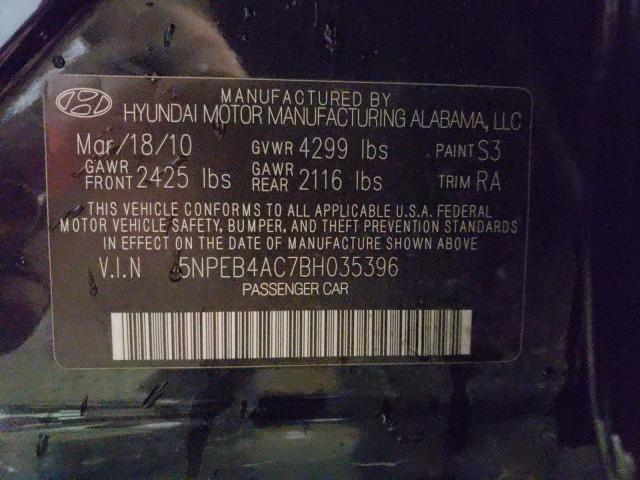 MANUFACTURED BY
HYUNDAI MOTOR MANUFACTURING ALABAMA, LLC
Mar/18/10 GVWR 4299 lbs PAINT S3
GAWR FRONT 2425 lbs GAWR REAR 2116 lbs TRIM RA
THIS VEHICLE CONFORMS TO ALL APPLICABLE U.S.A. FEDERAL
MOTOR VEHICLE SAFETY, BUMPER, AND THEFT PREVENTION STANDARDS
IN EFFECT ON THE DATE OF MANUFACTURE SHOWN ABOVE
V.I.N 5NPEB4AC7BH035396
PASSENGER CAR